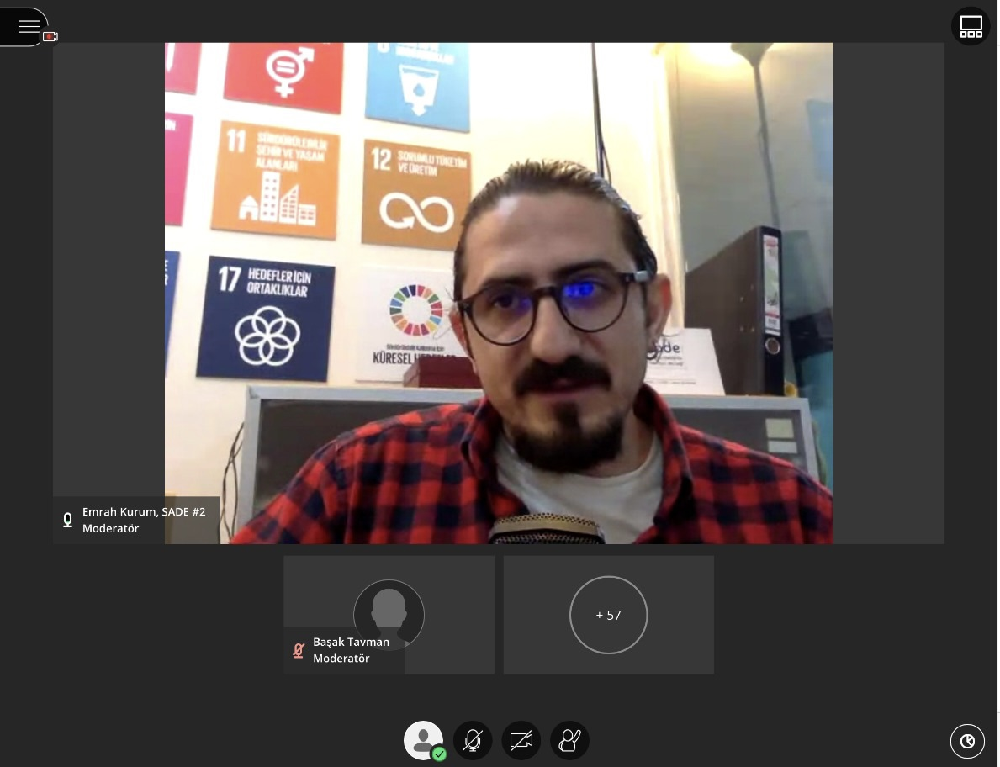 11 SÜRDÜRÜLEBİLİR
ŞEHİR VE YAŞAM
ALANLARI
12 SORUMLU TÜKETİM
VE ÜRETİM
17 HEDEFLER İÇİN
ORTAKLIKLAR
KÜRESEL
Emrah Kurum, SADE #2
Moderatör
Başak Tavman
Moderatör
+ 57